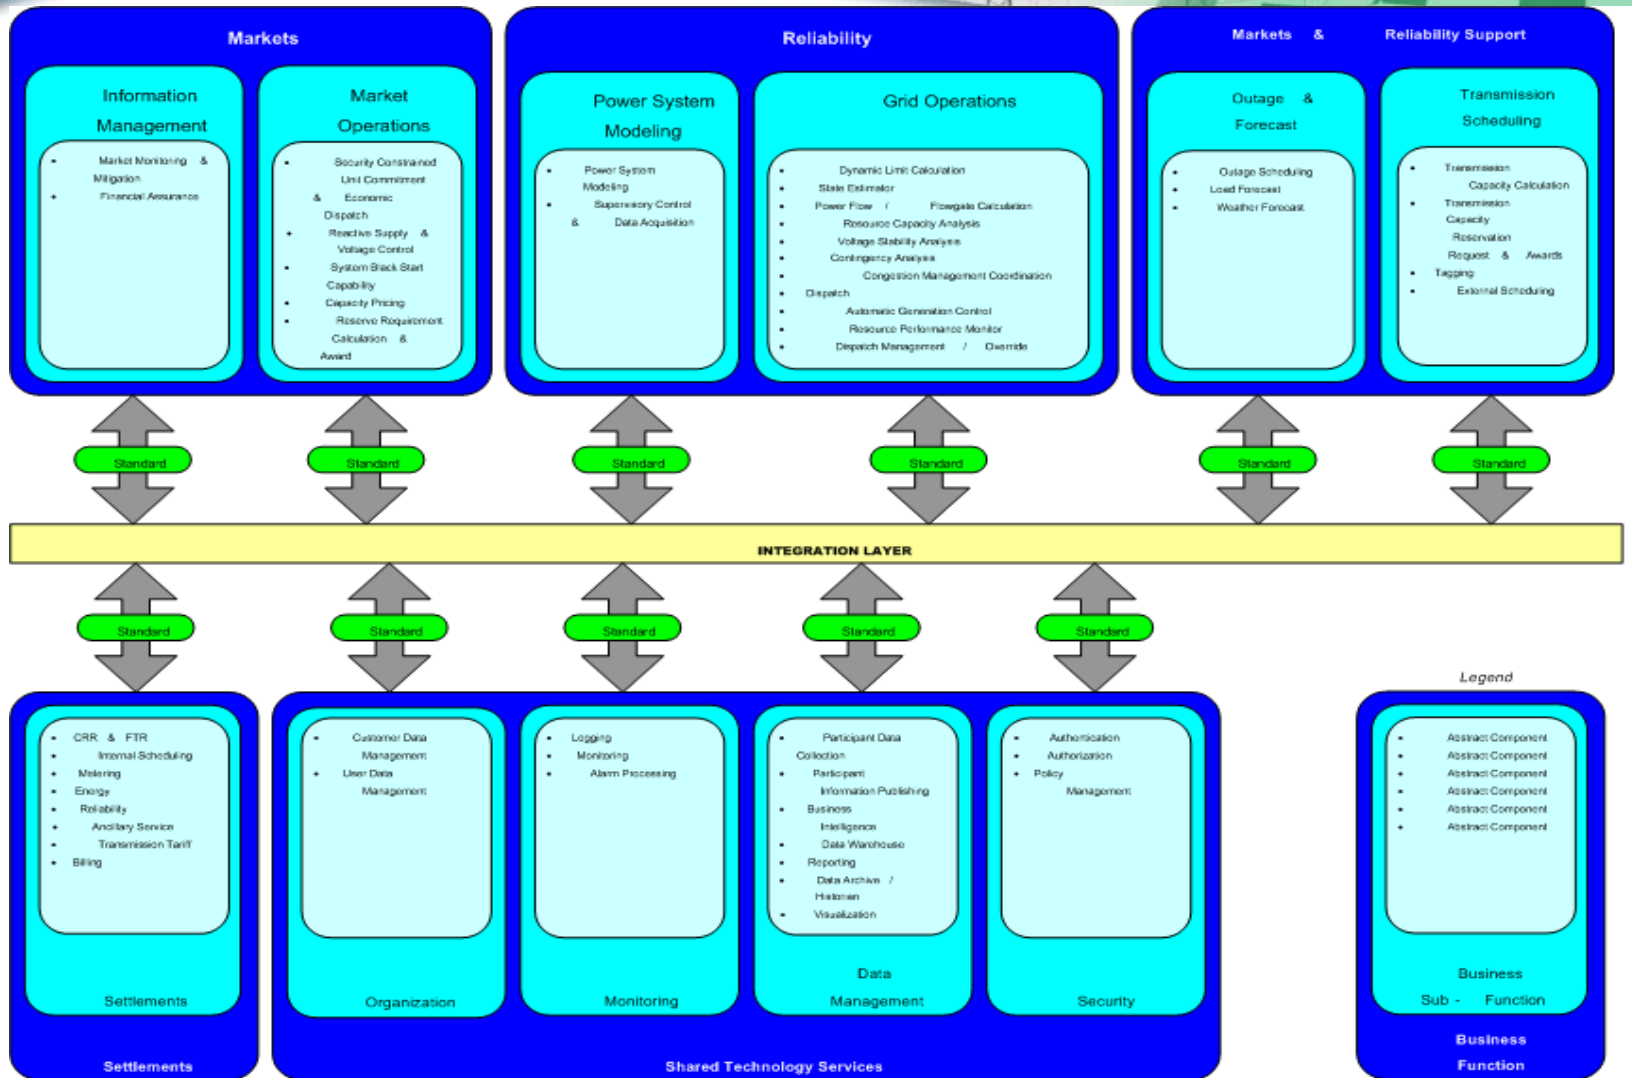 Markets
Information
Management
• Market Monitoring &
Mitigation
• Financial Assurance
Market
Operations
• Security Constrained
Unit Commitment
& Economic
Dispatch
• Reactive Supply &
Voltage Control
• System Black Start
Capability
• Capacity Pricing
• Reserve Requirement
Calculation &
Award
Reliability
Power System
Modeling
• Power System
Modeling
• Supervisory Control
& Data Acquisition
Grid Operations
• Dynamic Limit Calculation
• State Estimator
• Power Flow / Flowgate Calculation
• Resource Capacity Analysis
• Voltage Stability Analysis
• Contingency Analysis
• Congestion Management Coordination
• Dispatch
• Automatic Generation Control
• Resource Performance Monitor
• Dispatch Management / Override
Markets & Reliability Support
Outage &
Forecast
• Outage Scheduling
• Load Forecast
• Weather Forecast
Transmission
Scheduling
• Transmission
Capacity Calculation
• Transmission
Capacity
Reservation
Request & Awards
• Tagging
• External Scheduling
Standard
Standard
Standard
Standard
Standard
Standard
INTEGRATION LAYER
Standard
Standard
Standard
Standard
Standard
• CRR & FTR
• Internal Scheduling
• Metering
• Energy
• Reliability
• Ancillary Service
• Transmission Tariff
• Billing
Settlements
Settlements
• Customer Data
Management
• User Data
Management
Organization
• Logging
• Monitoring
• Alarm Processing
Monitoring
• Participant Data
Collection
• Participant
Information Publishing
• Business
Intelligence
• Data Warehouse
• Reporting
• Data Archive /
Historian
• Visualization
Data
Management
• Authentication
• Authorization
• Policy
Management
Security
Shared Technology Services
Legend
• Abstract Component
• Abstract Component
• Abstract Component
• Abstract Component
• Abstract Component
• Abstract Component
Business
Sub - Function
Business
Function